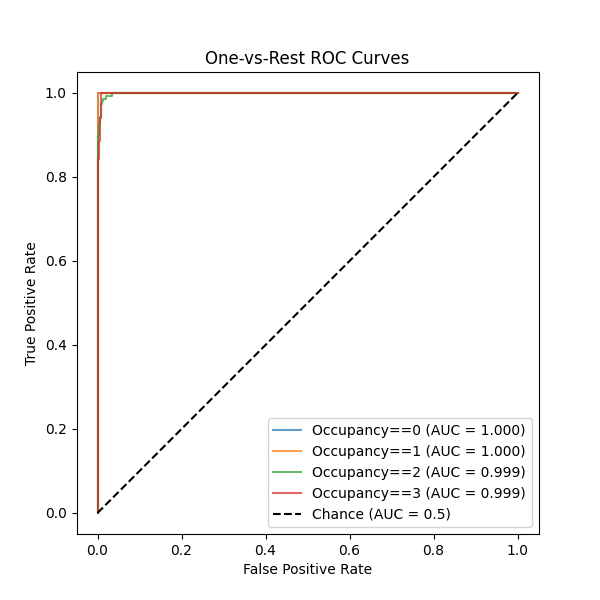 One-vs-Rest ROC Curves
True Positive Rate
1.0
0.8
0.6
0.4
0.2
0.0
0.0 0.2 0.4 0.6 0.8 1.0
False Positive Rate
Occupancy==0 (AUC = 1.000)
Occupancy==1 (AUC = 1.000)
Occupancy==2 (AUC = 0.999)
Occupancy==3 (AUC = 0.999)
Chance (AUC = 0.5)